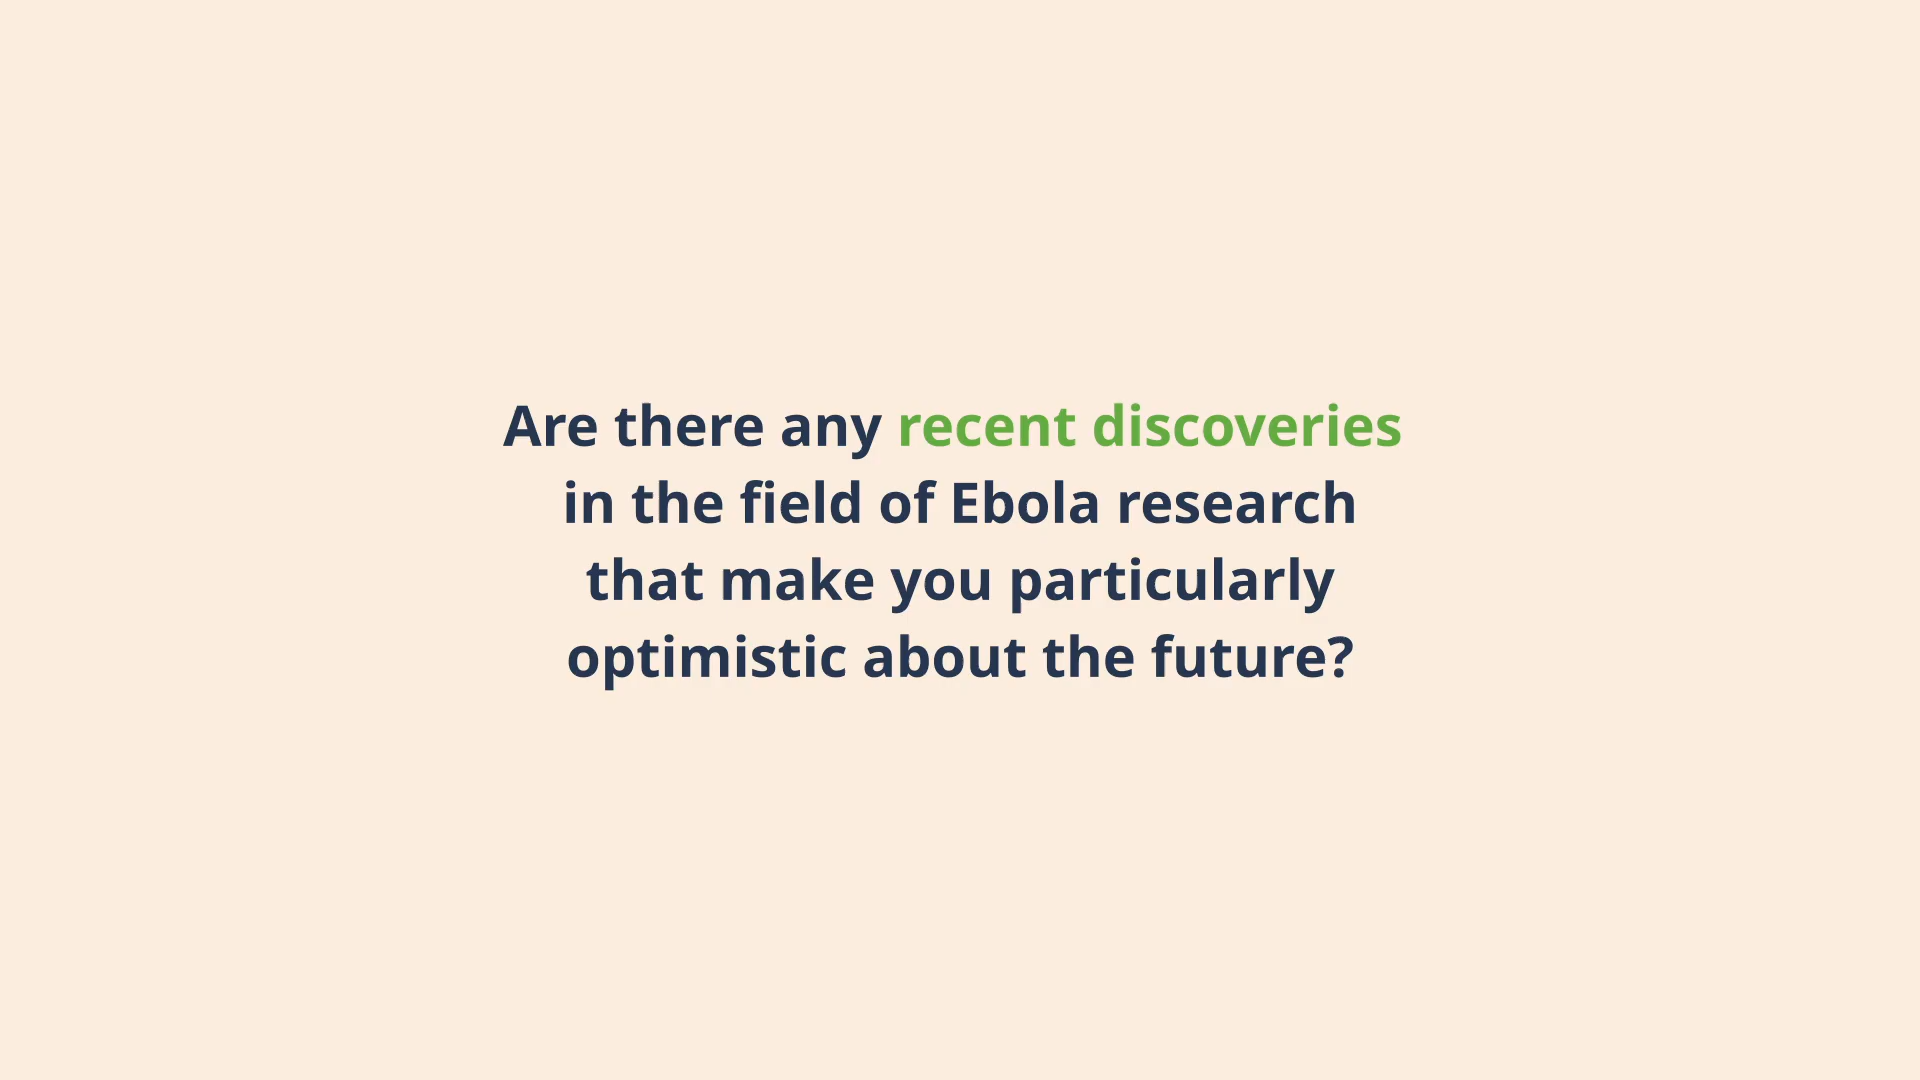 Are there any recent discoveries
in the field of Ebola research
that make you particularly
optimistic about the future?